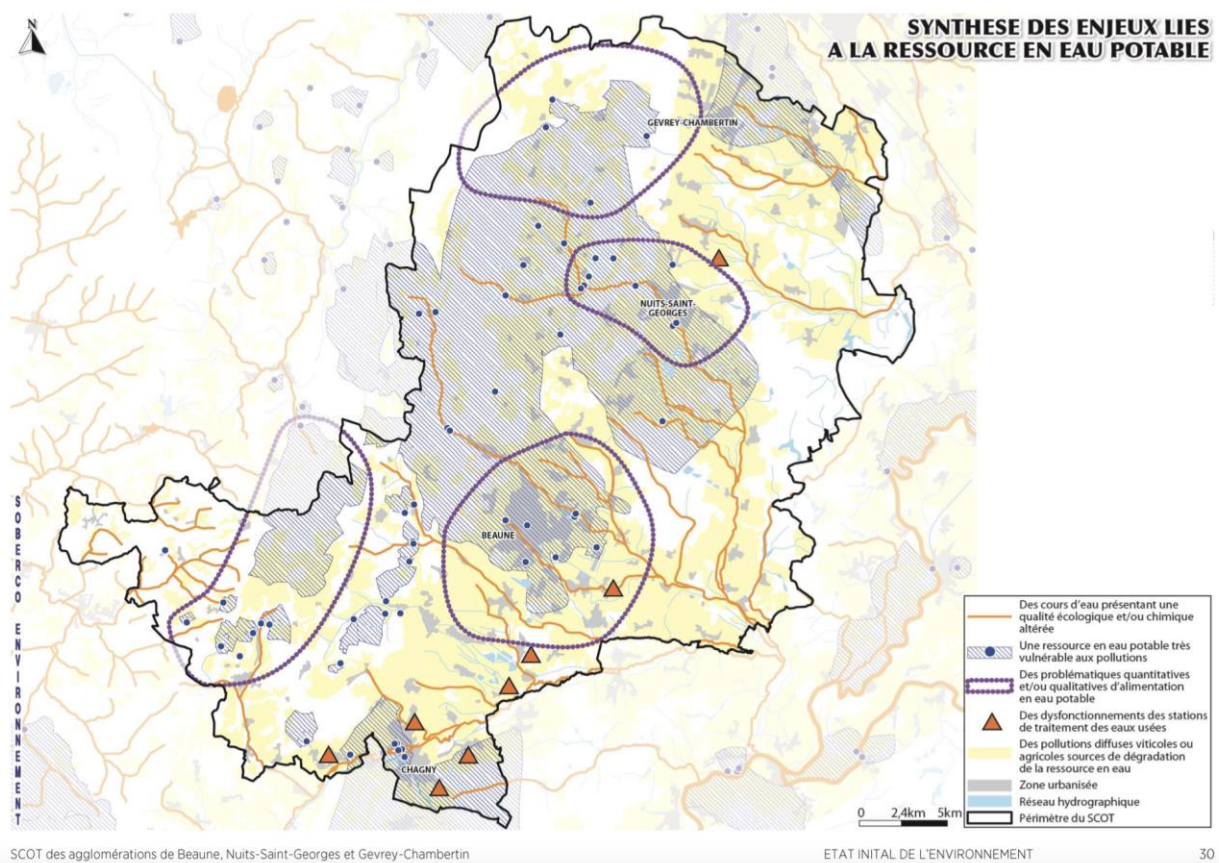 SYNTHESE DES ENJEUX LIES
A LA RESSOURCE EN EAU POTABLE
N
GEVREY-CHAMBERTIN
NUITS-SAINT-
GEORGES
BEAUNE
CHAGNY
SOBERCO ENVIRONNEMENT
Des cours d'eau présentant une
qualité écologique et/ou chimique
altérée
Une ressource en eau potable très
vulnérable aux pollutions
Des problématiques quantitatives
et/ou qualitatives d'alimentation
en eau potable
Des dysfonctionnements des stations
de traitement des eaux usées
Des pollutions diffuses viticoles ou
agricoles sources de dégradation
de la ressource en eau
Zone urbanisée
Réseau hydrographique
Périmètre du SCOT
0 2,4km 5km
SCOT des agglomérations de Beaune, Nuits-Saint-Georges et Gevrey-Chambertin
ETAT INITAL DE L'ENVIRONNEMENT
30